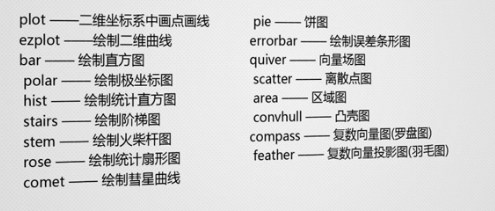 plot ——二维坐标系中画点画线
ezplot ——绘制二维曲线
bar —— 绘制直方图
polar —— 绘制极坐标图
hist —— 绘制统计直方图
stairs —— 绘制阶梯图
stem —— 绘制火柴杆图
rose —— 绘制统计扇形图
comet —— 绘制彗星曲线
pie —— 饼图
errorbar —— 绘制误差条形图
quiver —— 向量场图
scatter —— 离散点图
area —— 区域图
convhull —— 凸壳图
compass —— 复数向量图(罗盘图)
feather —— 复数向量投影图(羽毛图)